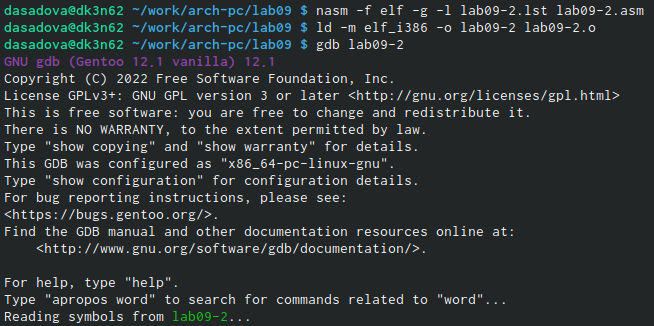 dasadova@dk3n62 ~/work/arch-pc/lab09 $ nasm -f elf -g -l lab09-2.lst lab09-2.asm
dasadova@dk3n62 ~/work/arch-pc/lab09 $ ld -m elf_i386 -o lab09-2 lab09-2.o
dasadova@dk3n62 ~/work/arch-pc/lab09 $ gdb lab09-2
GNU gdb (Gentoo 12.1 vanilla) 12.1
Copyright (C) 2022 Free Software Foundation, Inc.
License GPLv3+: GNU GPL version 3 or later <http://gnu.org/licenses/gpl.html>
This is free software: you are free to change and redistribute it.
There is NO WARRANTY, to the extent permitted by law.
Type "show copying" and "show warranty" for details.
This GDB was configured as "x86_64-pc-linux-gnu".
Type "show configuration" for configuration details.
For bug reporting instructions, please see:
<https://bugs.gentoo.org/>.
Find the GDB manual and other documentation resources online at:
    <http://www.gnu.org/software/gdb/documentation/>.

For help, type "help".
Type "apropos word" to search for commands related to "word"...
Reading symbols from lab09-2...